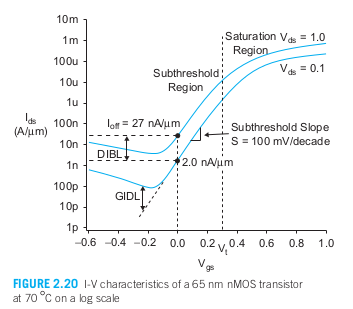 10m
1m
100u
10u
1u
100n
10n
1n
100p
10p
1p
Ids
(A/μm)
Saturation
Region
Vds = 1.0
Vds = 0.1
Subthreshold
Region
Ioff = 27 nA/μm
Subthreshold Slope
S = 100 mV/decade
DIBL
2.0 nA/μm
GIDL
−0.6 −0.4 −0.2 0.0 0.2 Vt 0.4 0.6 0.8 1.0
Vgs
FIGURE 2.20 I-V characteristics of a 65 nm nMOS transistor
at 70 °C on a log scale